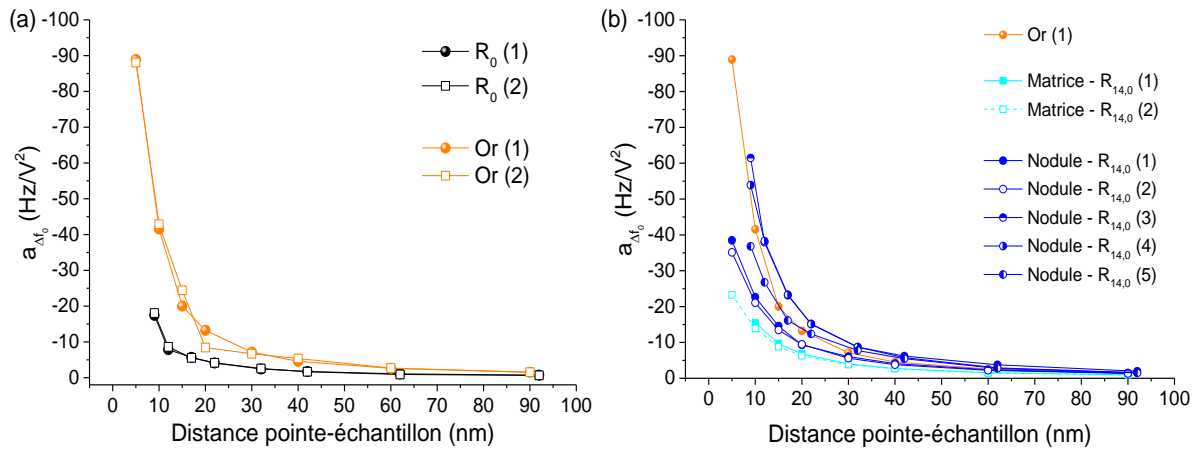 (a)
-100
-90
-80
-70
-60
-50
-40
-30
-20
-10
0
a_Δf₀ (Hz/V²)
R₀ (1)
R₀ (2)
Or (1)
Or (2)
0 10 20 30 40 50 60 70 80 90 100
Distance pointe-échantillon (nm)
(b)
-100
-90
-80
-70
-60
-50
-40
-30
-20
-10
0
a_Δf₀ (Hz/V²)
Or (1)
Matrice - R₁₄,₀ (1)
Matrice - R₁₄,₀ (2)
Nodule - R₁₄,₀ (1)
Nodule - R₁₄,₀ (2)
Nodule - R₁₄,₀ (3)
Nodule - R₁₄,₀ (4)
Nodule - R₁₄,₀ (5)
0 10 20 30 40 50 60 70 80 90 100
Distance pointe-échantillon (nm)